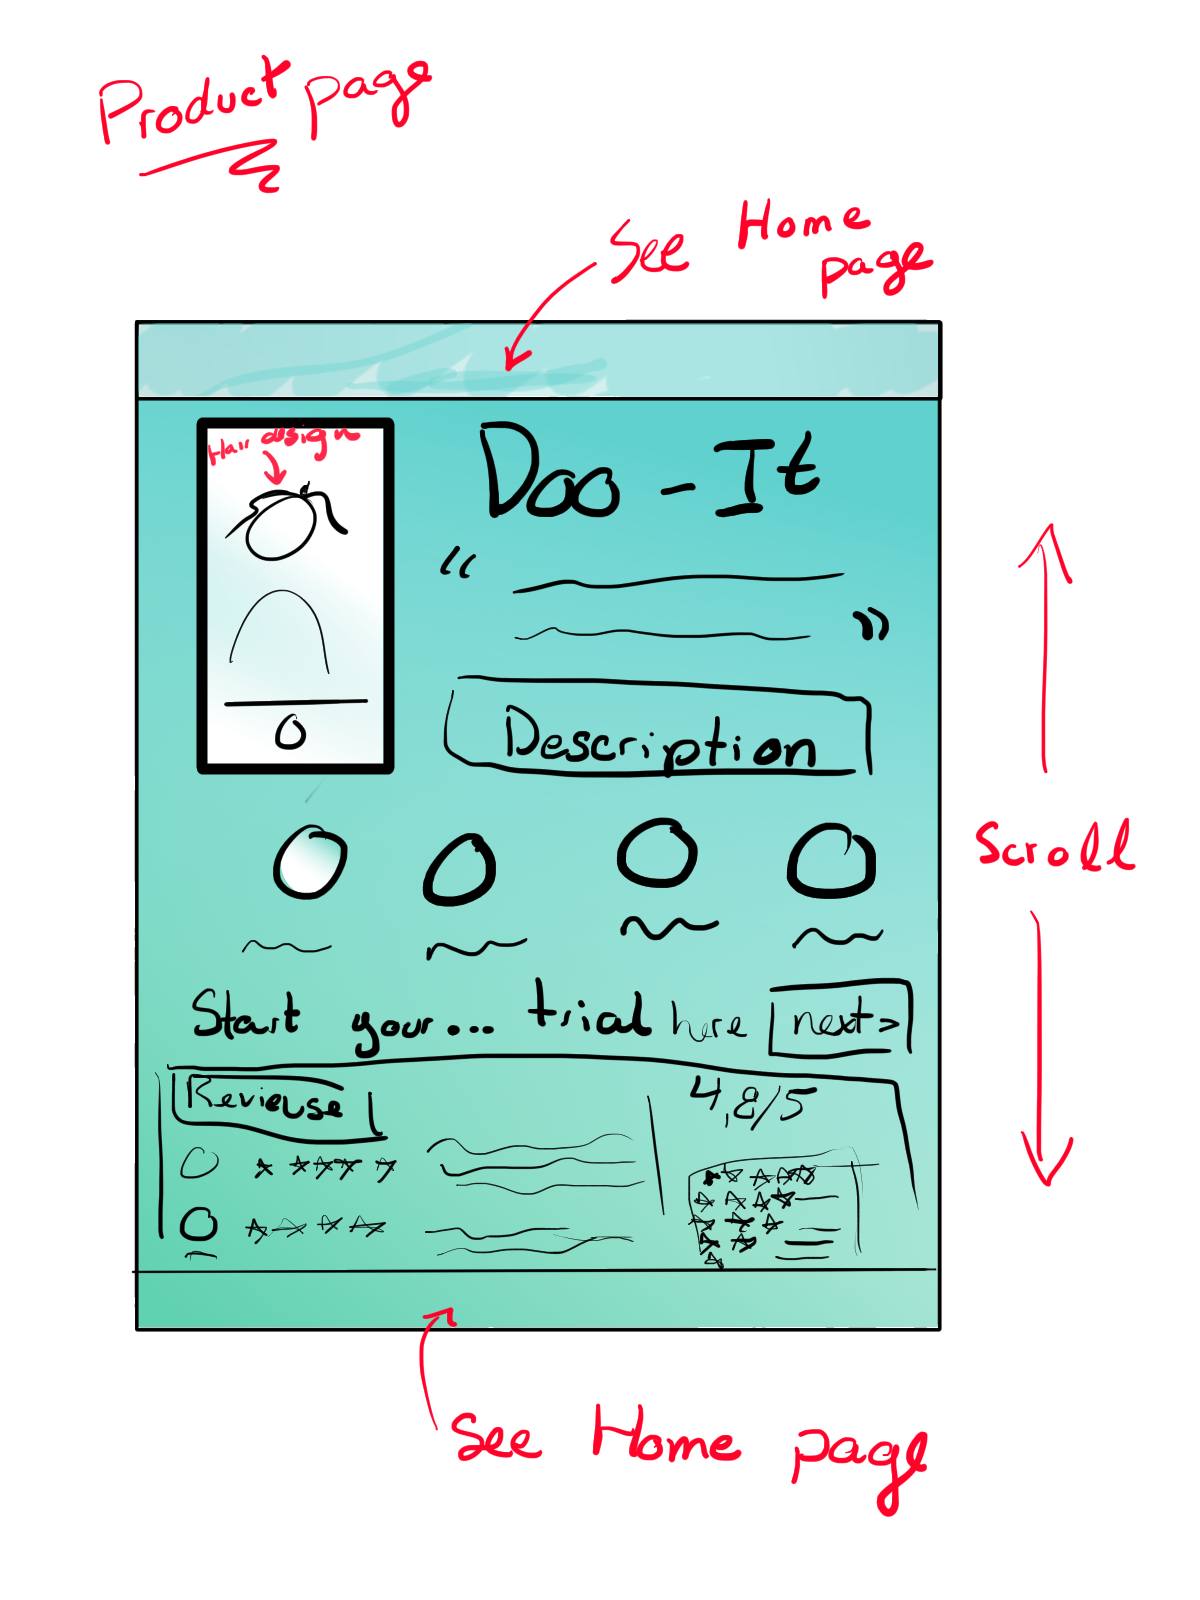 Product page
See Home
page
Hair design
Doo - It
“
”
Description
Start your... trial here next >
Revieuse
4,8/5
Scroll
See Home page